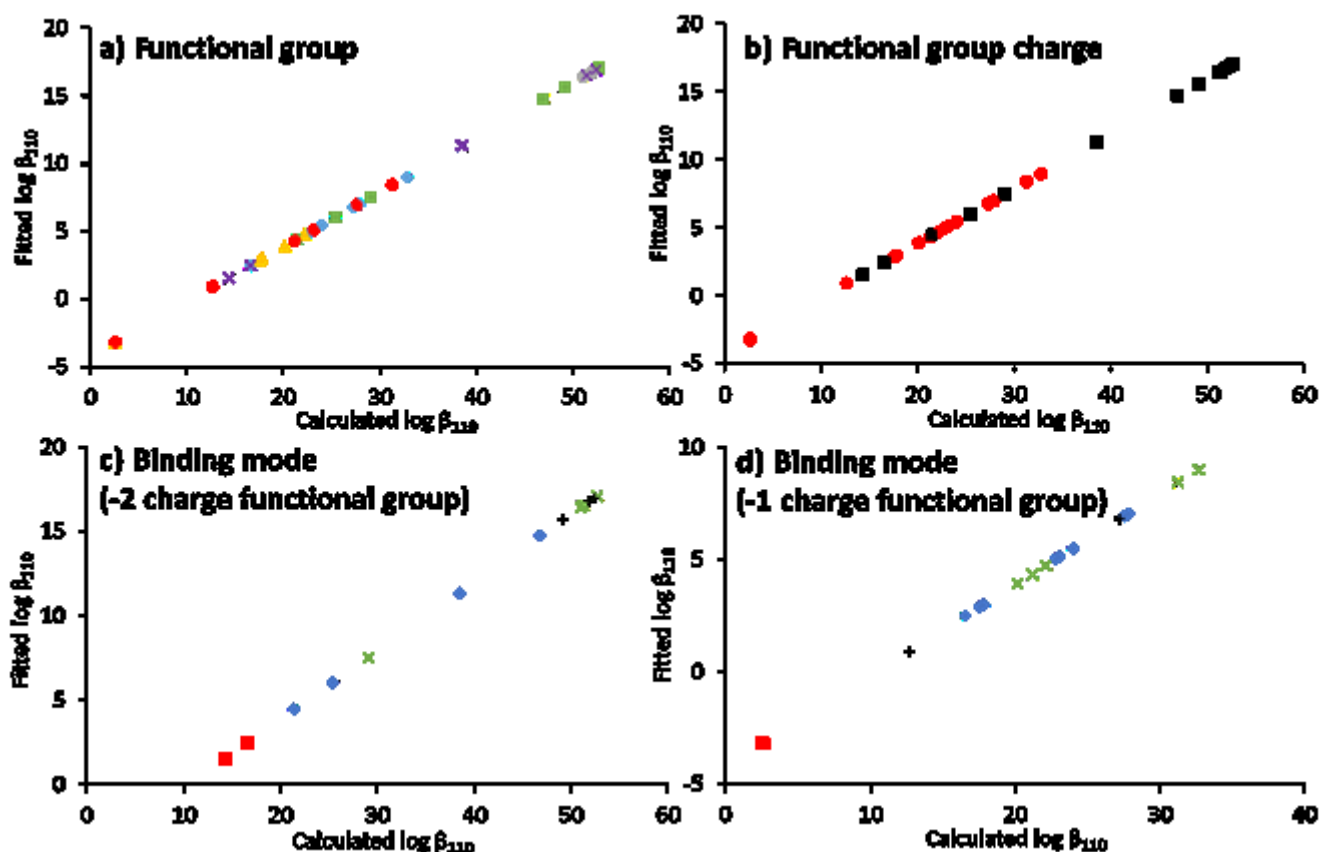 a) Functional group
Fitted log β110
20
15
10
5
0
-5
0 10 20 30 40 50 60
Calculated log β110
b) Functional group charge
Fitted log β110
20
15
10
5
0
-5
0 10 20 30 40 50 60
Calculated log β110
c) Binding mode
(-2 charge functional group)
Fitted log β110
20
15
10
5
0
0 10 20 30 40 50 60
Calculated log β110
d) Binding mode
(-1 charge functional group)
Fitted log β110
10
5
0
-5
0 10 20 30 40
Calculated log β110